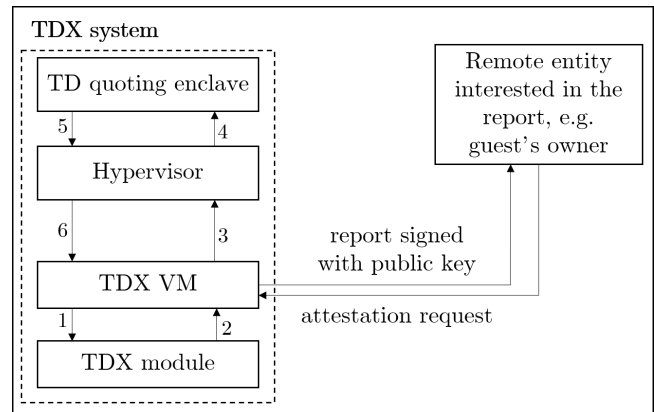 TDX system
TD quoting enclave
5
4
Hypervisor
6
3
TDX VM
1
2
TDX module
Remote entity
interested in the
report, e.g.
guest's owner
report signed
with public key
attestation request